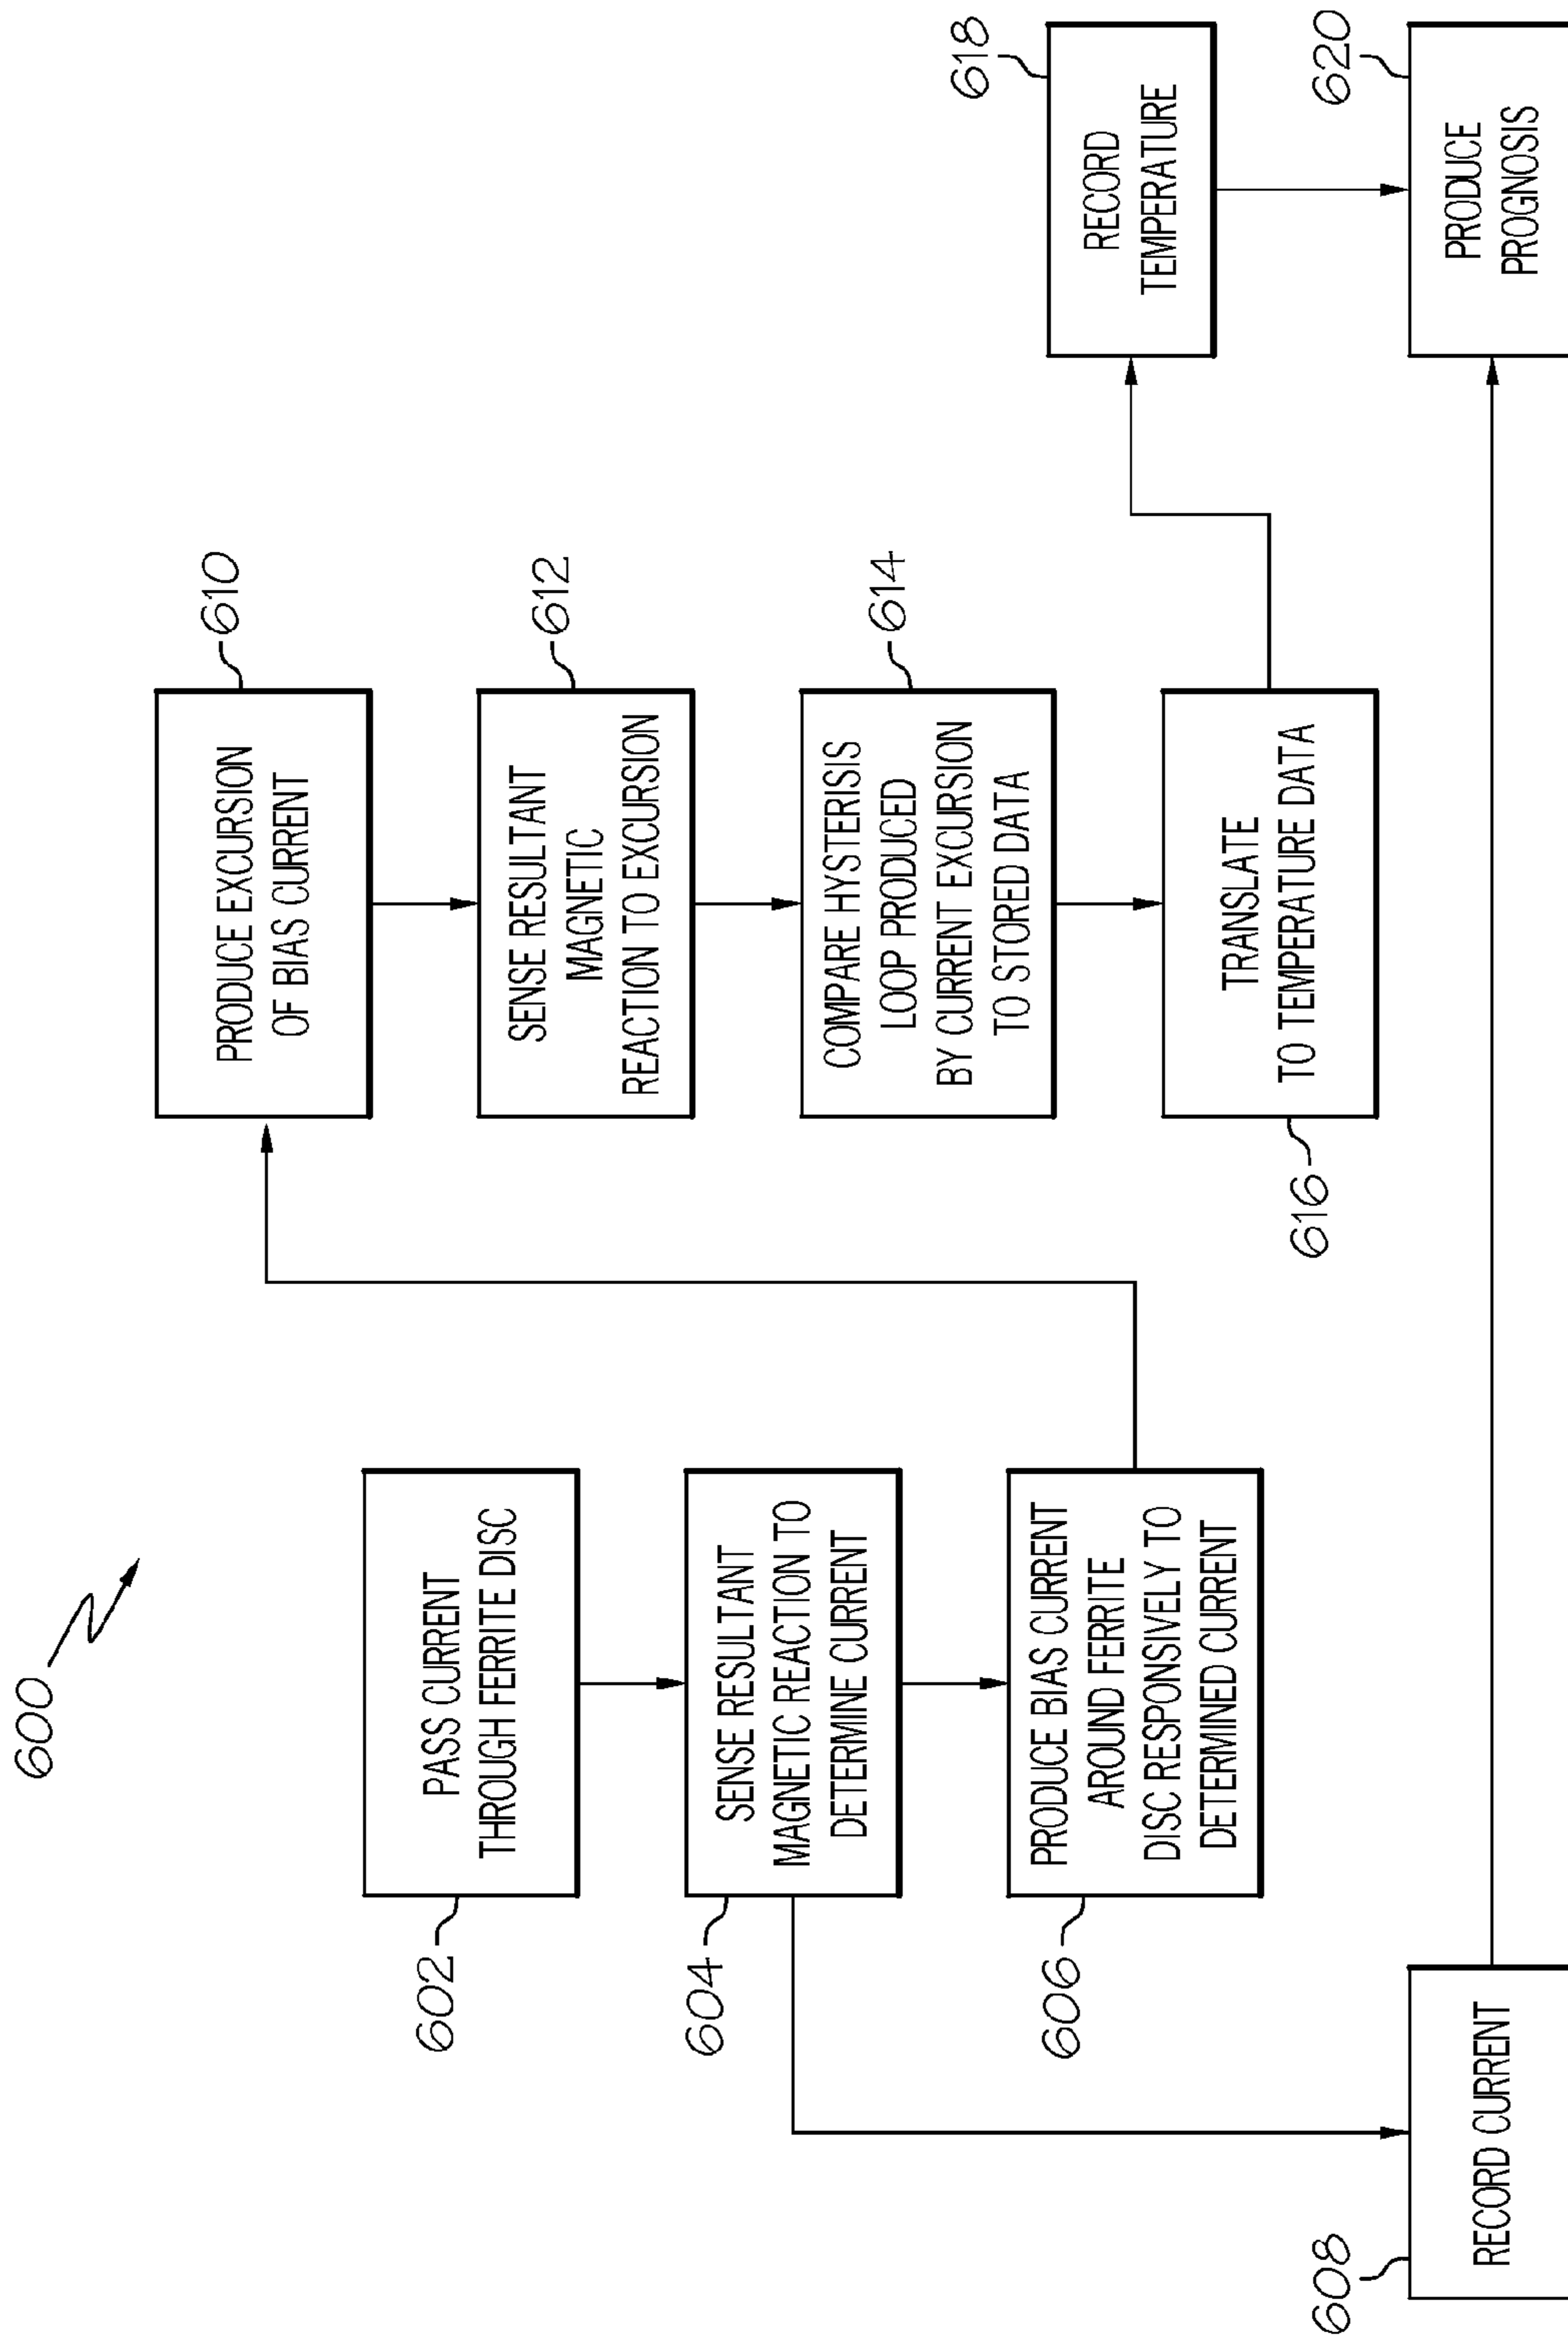 600
602
PASS CURRENT
THROUGH FERRITE DISC
604
SENSE RESULTANT
MAGNETIC REACTION TO
DETERMINE CURRENT
606
PRODUCE BIAS CURRENT
AROUND FERRITE
DISC RESPONSIVELY TO
DETERMINED CURRENT
608
RECORD CURRENT
610
PRODUCE EXCURSION
OF BIAS CURRENT
612
SENSE RESULTANT
MAGNETIC
REACTION TO EXCURSION
614
COMPARE HYSTERISIS
LOOP PRODUCED
BY CURRENT EXCURSION
TO STORED DATA
616
TRANSLATE
TO TEMPERATURE DATA
618
RECORD
TEMPERATURE
620
PRODUCE
PROGNOSIS